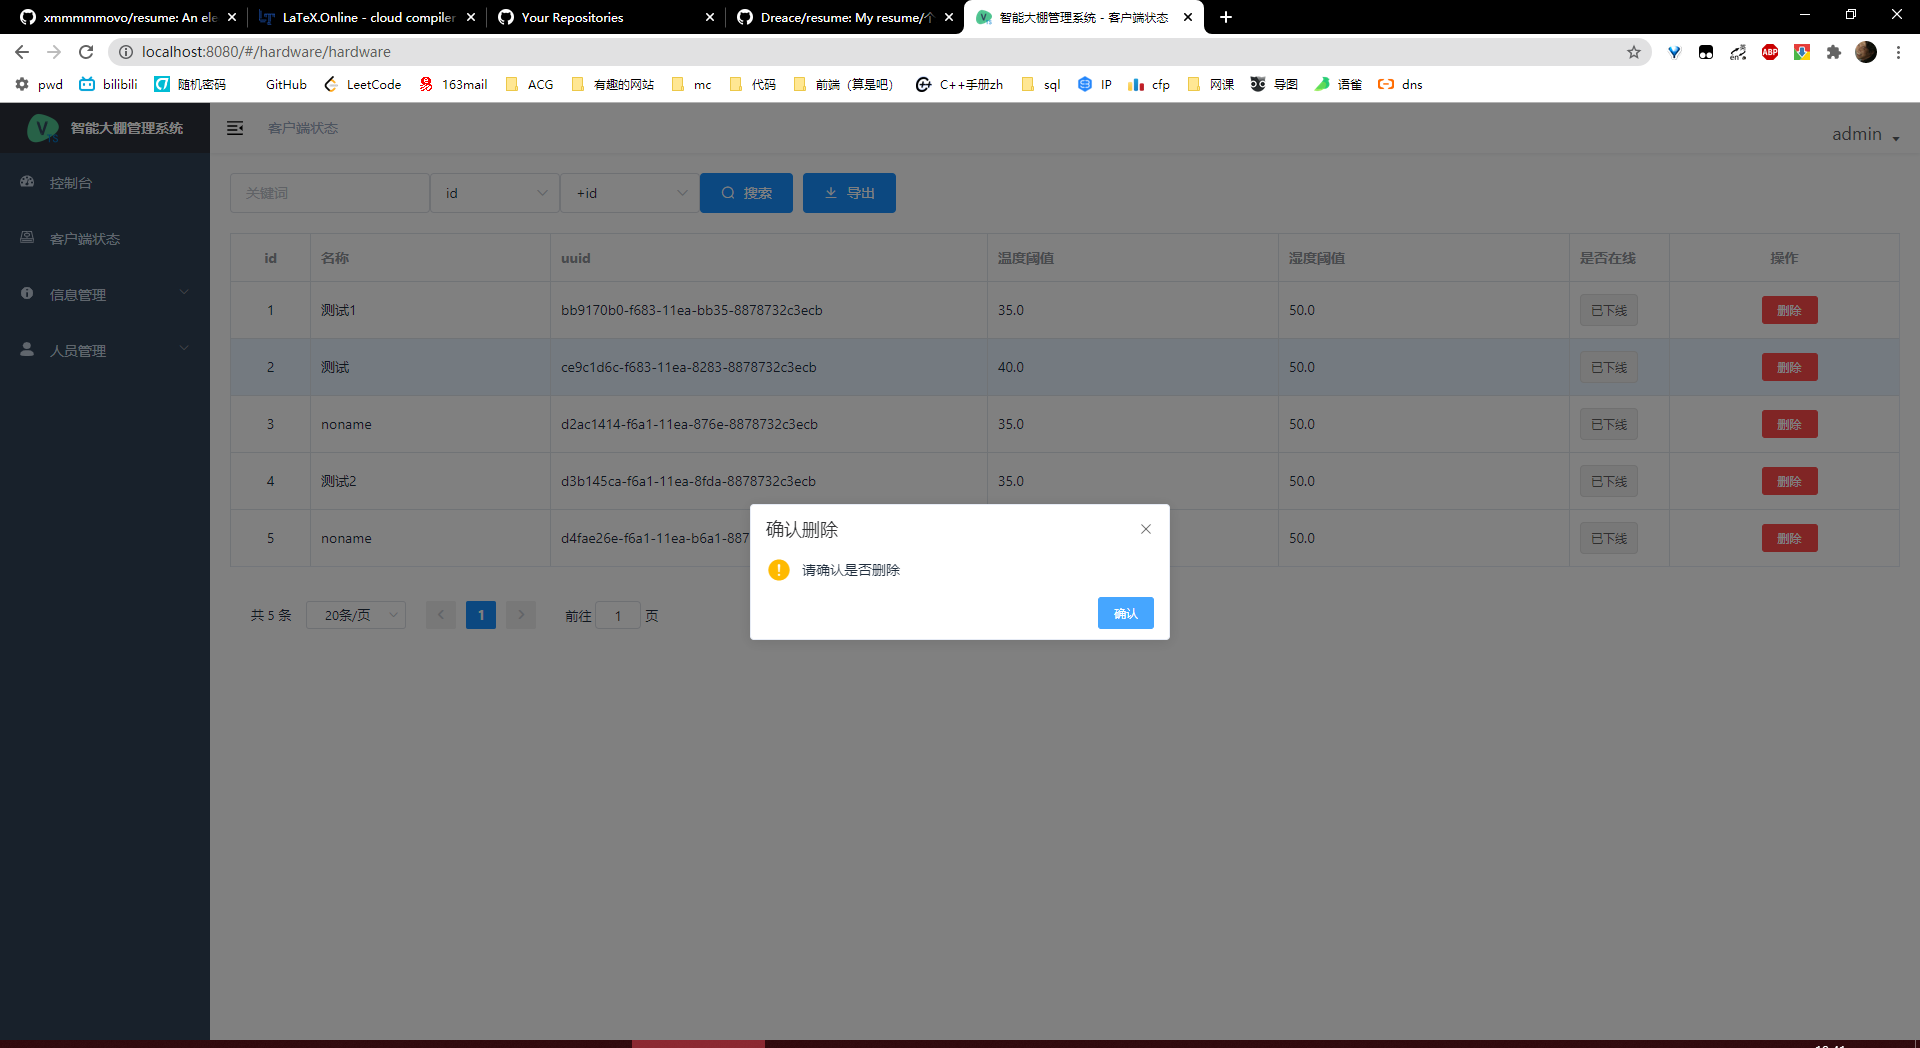 xmmmmmovo/resume: An ele
LaTeX.Online - cloud compiler
Your Repositories
Dreace/resume: My resume/个
智能大棚管理系统 - 客户端状态
localhost:8080/#/hardware/hardware
en
ABP
pwd bilibili 随机密码 GitHub LeetCode 163mail ACG 有趣的网站 mc 代码 前端（算是吧） C++手册zh sql IP cfp 网课 导图 语雀 dns
智能大棚管理系统
客户端状态
admin
控制台
客户端状态
信息管理
人员管理
关键词 id +id 搜索 导出
id 名称 uuid 温度阈值 湿度阈值 是否在线 操作
1 测试1 bb9170b0-f683-11ea-bb35-8878732c3ecb 35.0 50.0 已下线 删除
2 测试 ce9c1d6c-f683-11ea-8283-8878732c3ecb 40.0 50.0 已下线 删除
3 noname d2ac1414-f6a1-11ea-876e-8878732c3ecb 35.0 50.0 已下线 删除
4 测试2 d3b145ca-f6a1-11ea-8fda-8878732c3ecb 35.0 50.0 已下线 删除
5 noname d4fae26e-f6a1-11ea-b6a1-887 50.0 已下线 删除
确认删除
请确认是否删除
确认
共 5 条 20条/页 1 前往 1 页